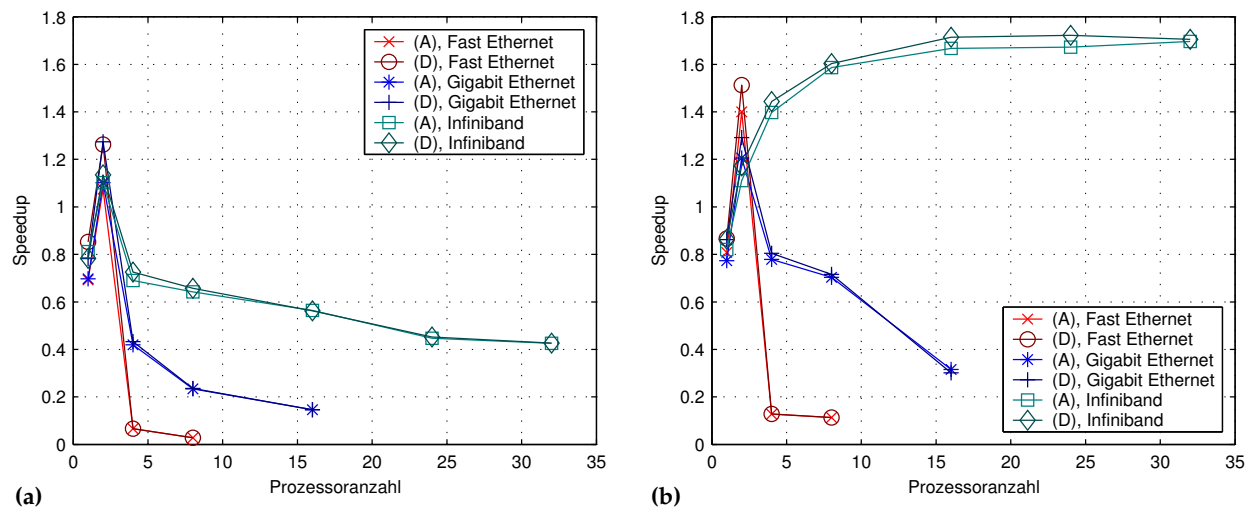 1.8
1.6
1.4
1.2
1
0.8
0.6
0.4
0.2
0
Speedup
(A), Fast Ethernet
(D), Fast Ethernet
(A), Gigabit Ethernet
(D), Gigabit Ethernet
(A), Infiniband
(D), Infiniband
0 5 10 15 20 25 30 35
Prozessoranzahl
(a)
1.8
1.6
1.4
1.2
1
0.8
0.6
0.4
0.2
0
Speedup
(A), Fast Ethernet
(D), Fast Ethernet
(A), Gigabit Ethernet
(D), Gigabit Ethernet
(A), Infiniband
(D), Infiniband
0 5 10 15 20 25 30 35
Prozessoranzahl
(b)